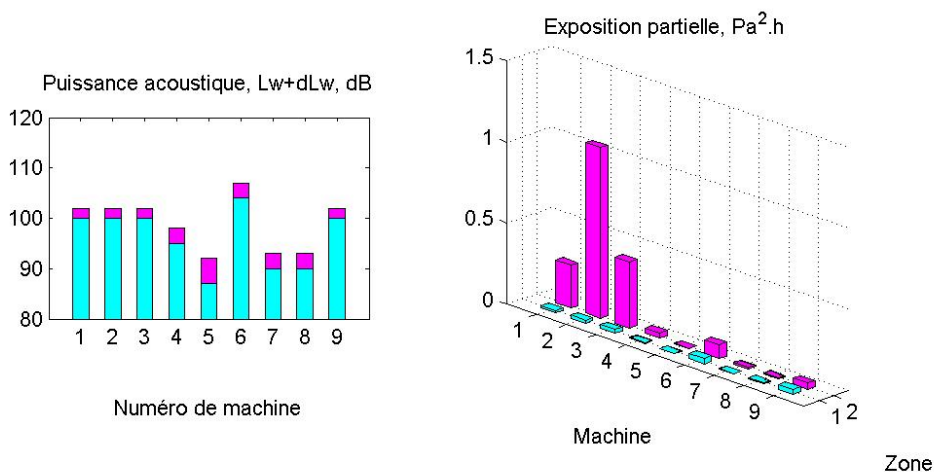 Puissance acoustique, Lw+dLw, dB
120
110
100
90
80
1 2 3 4 5 6 7 8 9
Numéro de machine
Exposition partielle, Pa².h
1.5
1
0.5
0
1 2 3 4 5 6 7 8 9
1 2
Machine
Zone